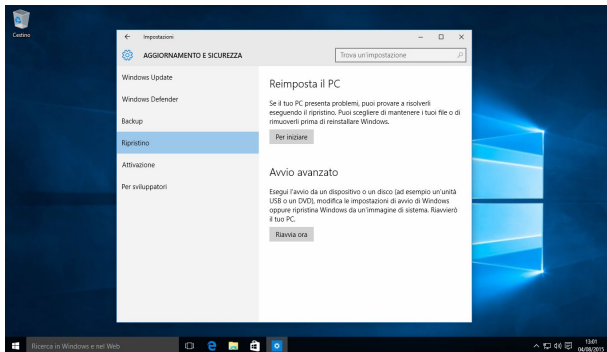 Cestino
Impostazioni
AGGIORNAMENTO E SICUREZZA
Trova un'impostazione
Windows Update
Windows Defender
Backup
Ripristino
Attivazione
Per sviluppatori
Reimposta il PC
Se il tuo PC presenta problemi, puoi provare a risolverli
eseguendo il ripristino. Puoi scegliere di mantenere i tuoi file o di
rimuoverli prima di reinstallare Windows.
Per iniziare
Avvio avanzato
Esegui l'avvio da un dispositivo o un disco (ad esempio un'unità
USB o un DVD), modifica le impostazioni di avvio di Windows
oppure ripristina Windows da un'immagine di sistema. Riavvierò
il tuo PC.
Riavvia ora
Ricerca in Windows e nel Web
13:01
04/08/2015